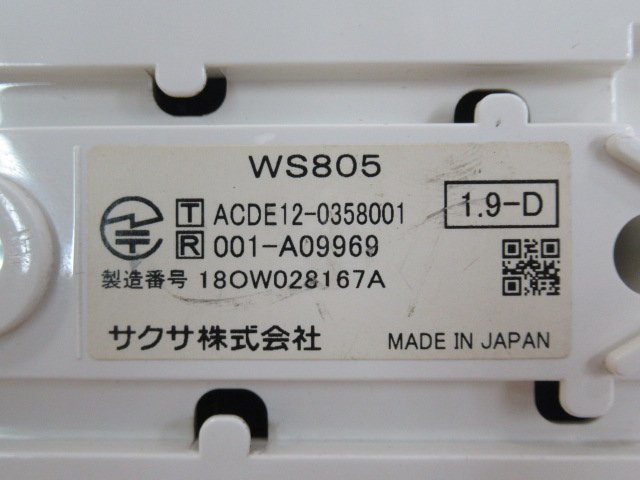 WS805
T ACDE12-0358001
1.9-D
R 001-A09969
製造番号 18OW028167A
サクサ株式会社
MADE IN JAPAN